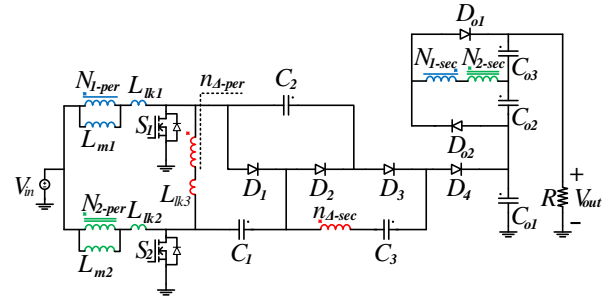 D_o1
N_1-sec N_2-sec
C_o3
N_1-per L_lk1 n_Δ-per C_2
S_1
L_m1
C_o2
D_o2
V_in
L_lk3 D_1 D_2 D_3 D_4
N_2-per L_lk2 n_Δ-sec
C_o1 R + V_out -
S_2
L_m2 C_1 C_3